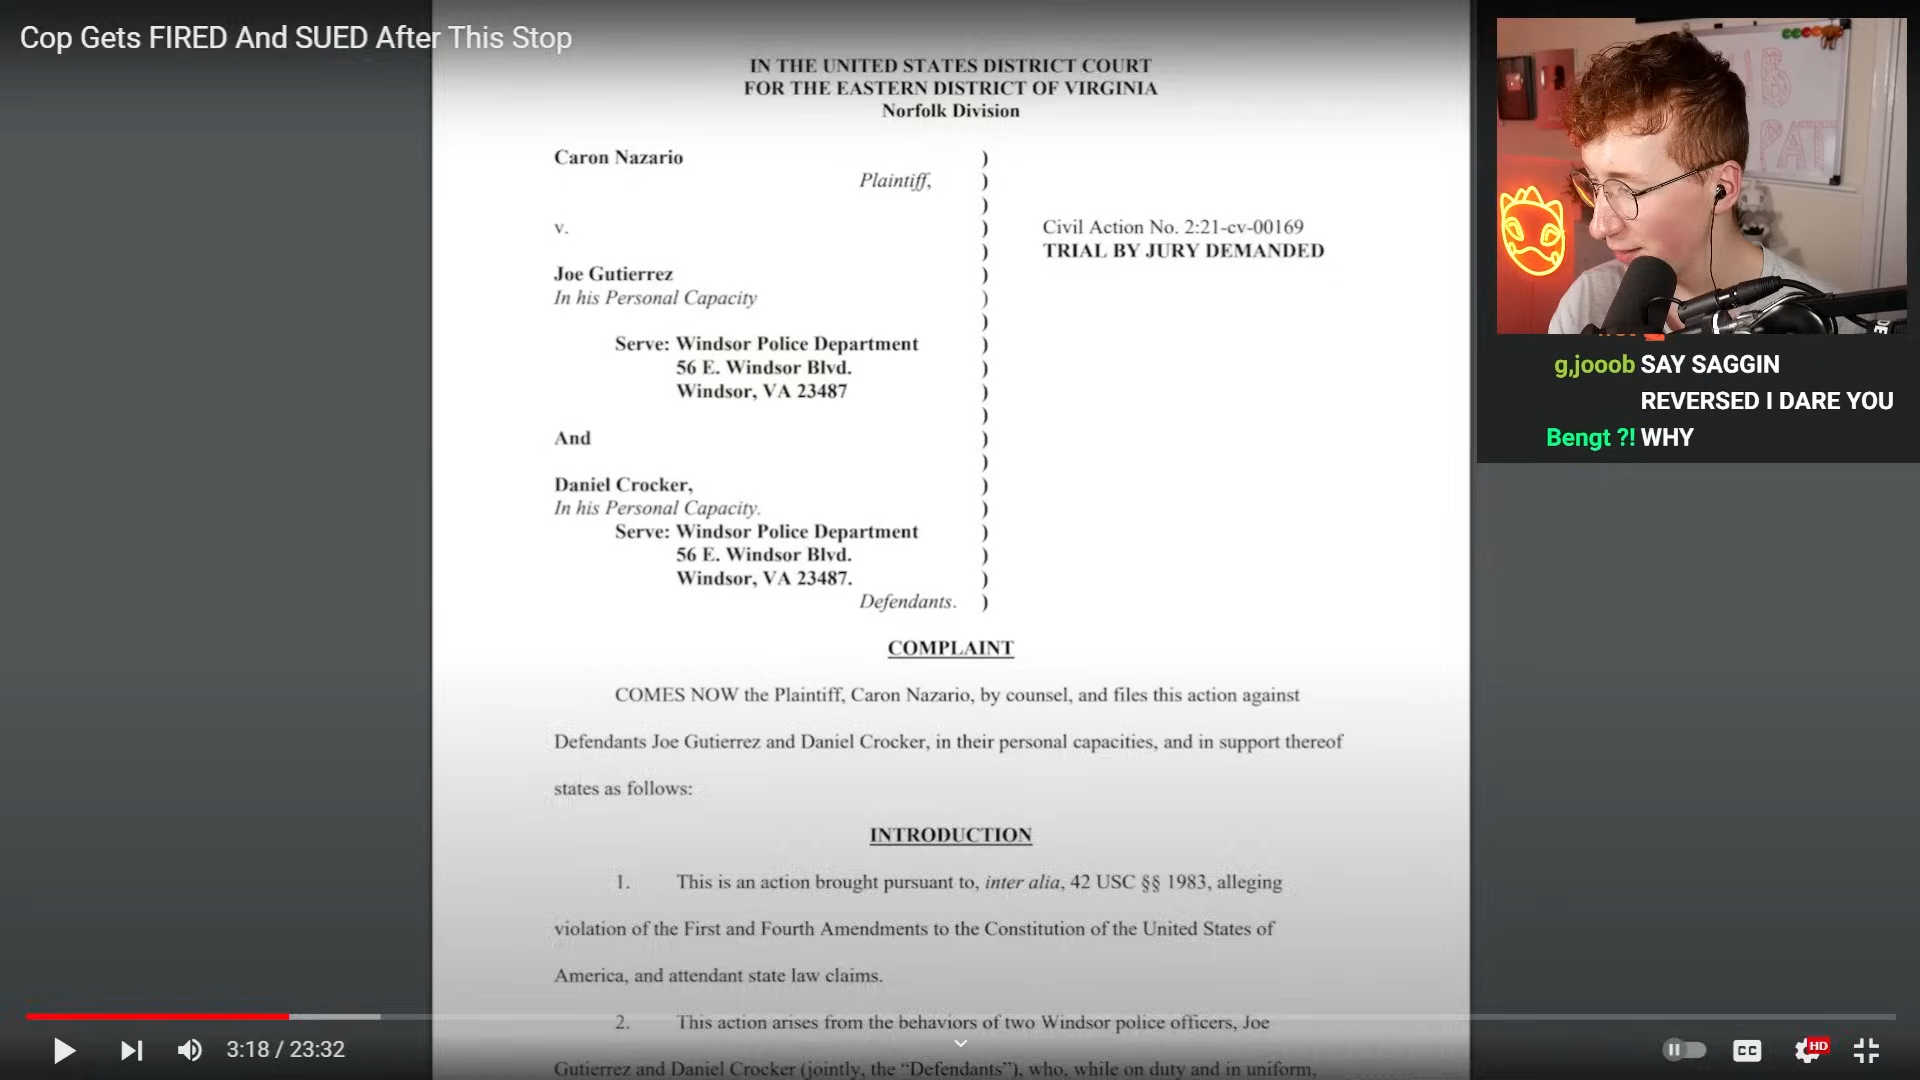 Cop Gets FIRED And SUED After This Stop
IN THE UNITED STATES DISTRICT COURT
FOR THE EASTERN DISTRICT OF VIRGINIA
Norfolk Division
Caron Nazario )
Plaintiff, )
)
v. ) Civil Action No. 2:21-cv-00169
) TRIAL BY JURY DEMANDED
Joe Gutierrez )
In his Personal Capacity )
)
Serve: Windsor Police Department )
56 E. Windsor Blvd. )
Windsor, VA 23487 )
)
And )
)
Daniel Crocker, )
In his Personal Capacity. )
Serve: Windsor Police Department )
56 E. Windsor Blvd. )
Windsor, VA 23487. )
Defendants. )
COMPLAINT
COMES NOW the Plaintiff, Caron Nazario, by counsel, and files this action against
Defendants Joe Gutierrez and Daniel Crocker, in their personal capacities, and in support thereof
states as follows:
INTRODUCTION
1. This is an action brought pursuant to, inter alia, 42 USC §§ 1983, alleging
violation of the First and Fourth Amendments to the Constitution of the United States of
America, and attendant state law claims.
2. This action arises from the behaviors of two Windsor police officers, Joe
Gutierrez and Daniel Crocker (jointly, the “Defendants”), who, while on duty and in uniform,
g,jooob SAY SAGGIN
REVERSED I DARE YOU
Bengt ?! WHY
3:18 / 23:32
CC
HD